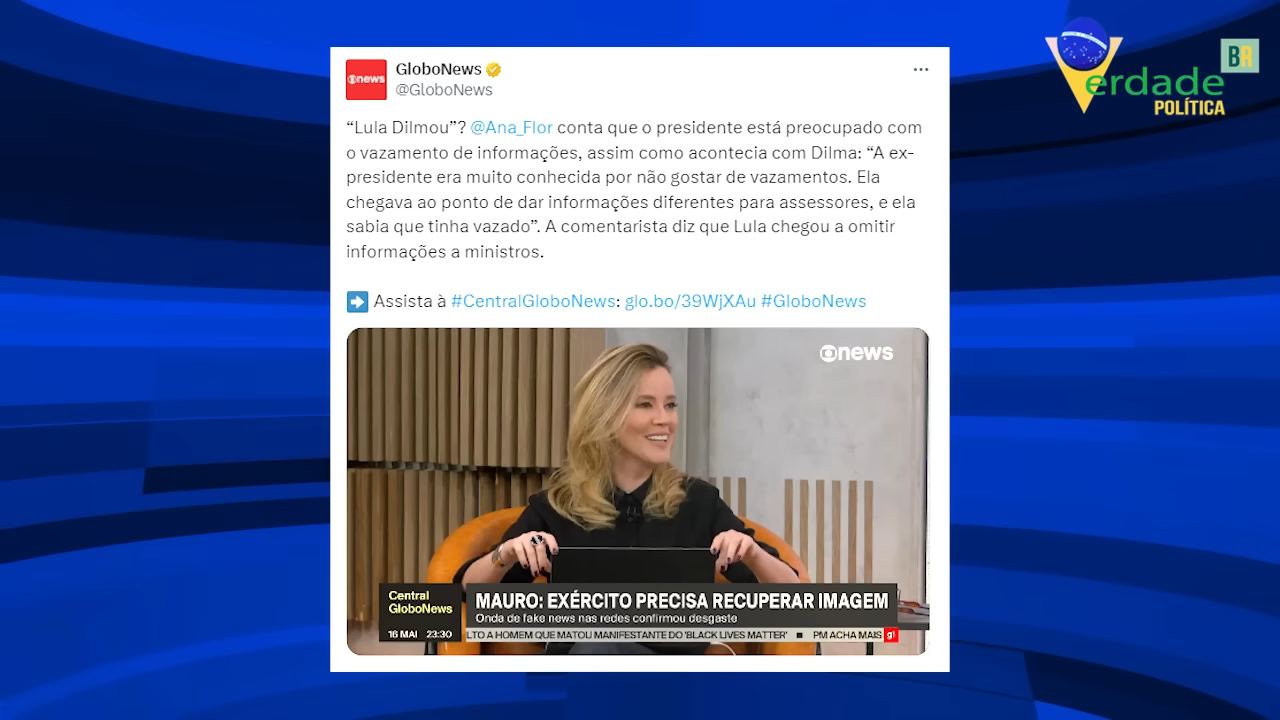 GloboNews
@GloboNews
news
BR
Verdade
POLÍTICA
“Lula Dilmou”? @Ana_Flor conta que o presidente está preocupado com
o vazamento de informações, assim como acontecia com Dilma: “A ex-
presidente era muito conhecida por não gostar de vazamentos. Ela
chegava ao ponto de dar informações diferentes para assessores, e ela
sabia que tinha vazado”. A comentarista diz que Lula chegou a omitir
informações a ministros.
Assista à #CentralGloboNews: glo.bo/39WjXAu #GloboNews
news
Central
GloboNews
16 MAI 23:30
MAURO: EXÉRCITO PRECISA RECUPERAR IMAGEM
Onda de fake news nas redes confirmou desgaste
LTO A HOMEM QUE MATOU MANIFESTANTE DO 'BLACK LIVES MATTER' ■ PM ACHA MAIS g1